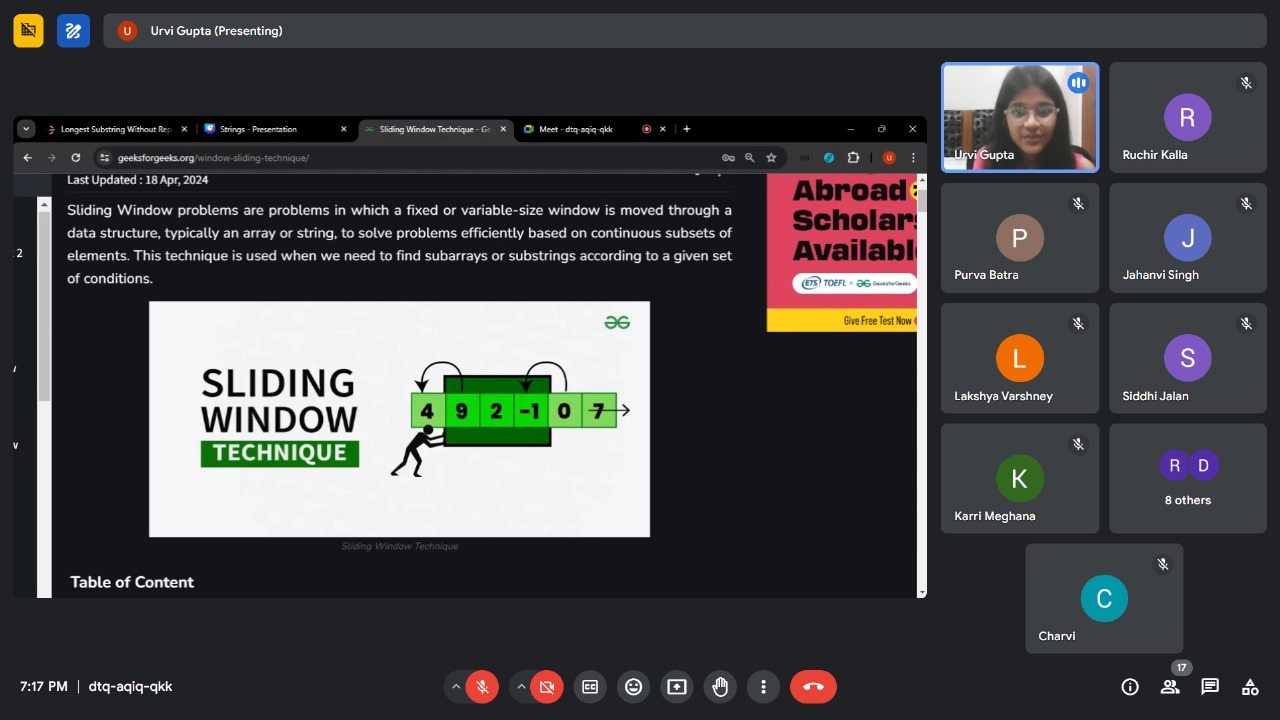 U Urvi Gupta (Presenting)
Longest Substring Without Rep
Strings - Presentation
Sliding Window Technique - Ge
Meet - dtq-aqiq-qkk
geeksforgeeks.org/window-sliding-technique/
U
Last Updated : 18 Apr, 2024
Sliding Window problems are problems in which a fixed or variable-size window is moved through a
data structure, typically an array or string, to solve problems efficiently based on continuous subsets of
elements. This technique is used when we need to find subarrays or substrings according to a given set
of conditions.
2
SLIDING
WINDOW
TECHNIQUE
4 9 2 -1 0 7
Sliding Window Technique
Table of Content
Abroad
Scholars
Available
ETS TOEFL × GeeksforGeeks
Give Free Test Now
Urvi Gupta
R
Ruchir Kalla
P
Purva Batra
J
Jahanvi Singh
L
Lakshya Varshney
S
Siddhi Jalan
K
Karri Meghana
R D
8 others
C
Charvi
7:17 PM | dtq-aqiq-qkk
CC
17